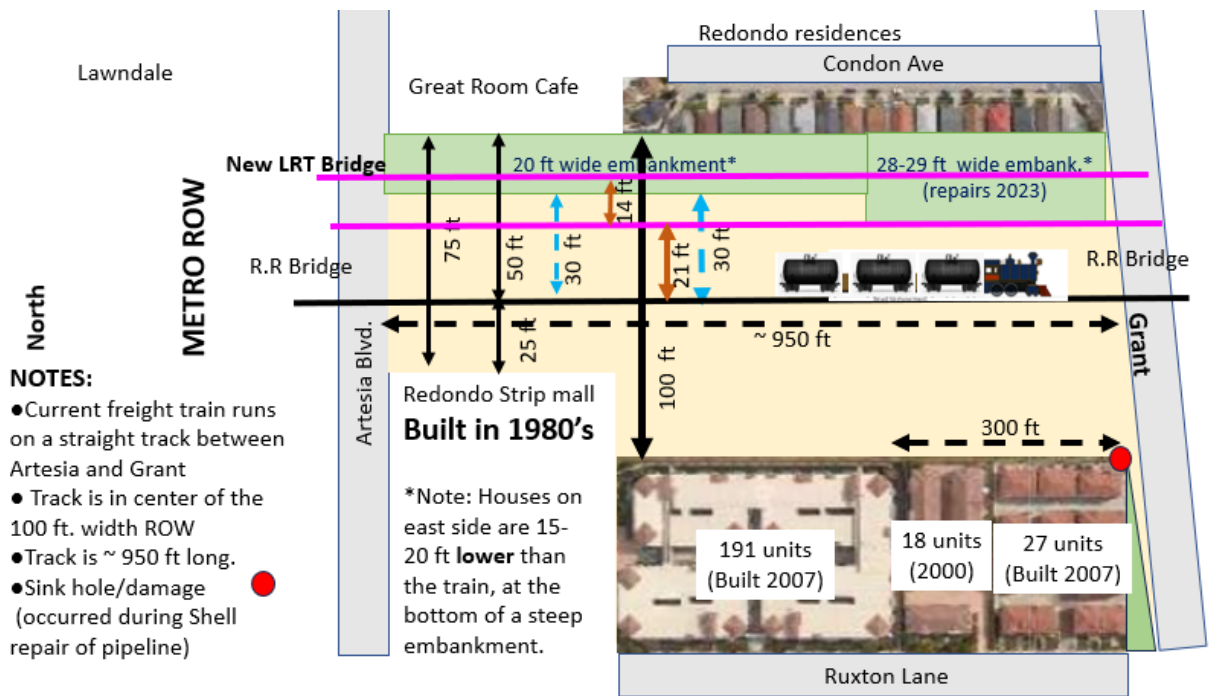 Redondo residences
Condon Ave
Lawndale
Great Room Cafe
New LRT Bridge
20 ft wide embankment*
28-29 ft wide embank.*
(repairs 2023)
14 ft
75 ft
50 ft
30 ft
21 ft
30 ft
R.R Bridge
R.R Bridge
METRO ROW
North
~ 950 ft
25 ft
100 ft
Grant
Artesia Blvd.
NOTES:
●Current freight train runs
on a straight track between
Artesia and Grant
● Track is in center of the
100 ft. width ROW
●Track is ~ 950 ft long.
●Sink hole/damage
(occurred during Shell
repair of pipeline)
Redondo Strip mall
Built in 1980’s
*Note: Houses on
east side are 15-
20 ft lower than
the train, at the
bottom of a steep
embankment.
300 ft
191 units
(Built 2007)
18 units
(2000)
27 units
(Built 2007)
Ruxton Lane